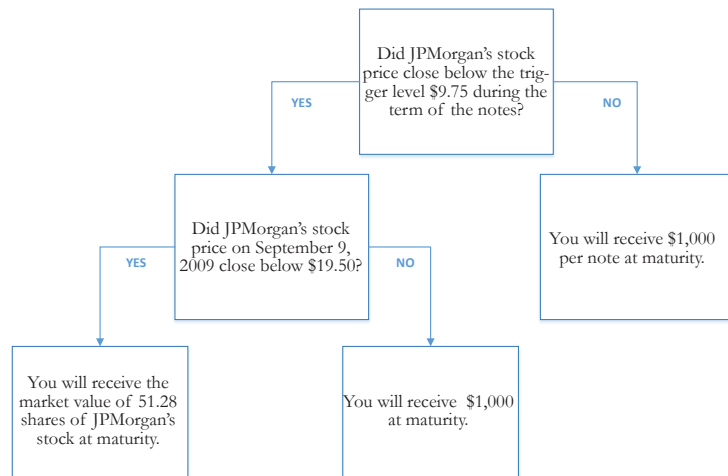 Did JPMorgan's stock
price close below the trig-
ger level $9.75 during the
term of the notes?
YES
NO
Did JPMorgan's stock
price on September 9,
2009 close below $19.50?
You will receive $1,000
per note at maturity.
YES
NO
You will receive the
market value of 51.28
shares of JPMorgan's
stock at maturity.
You will receive $1,000
at maturity.